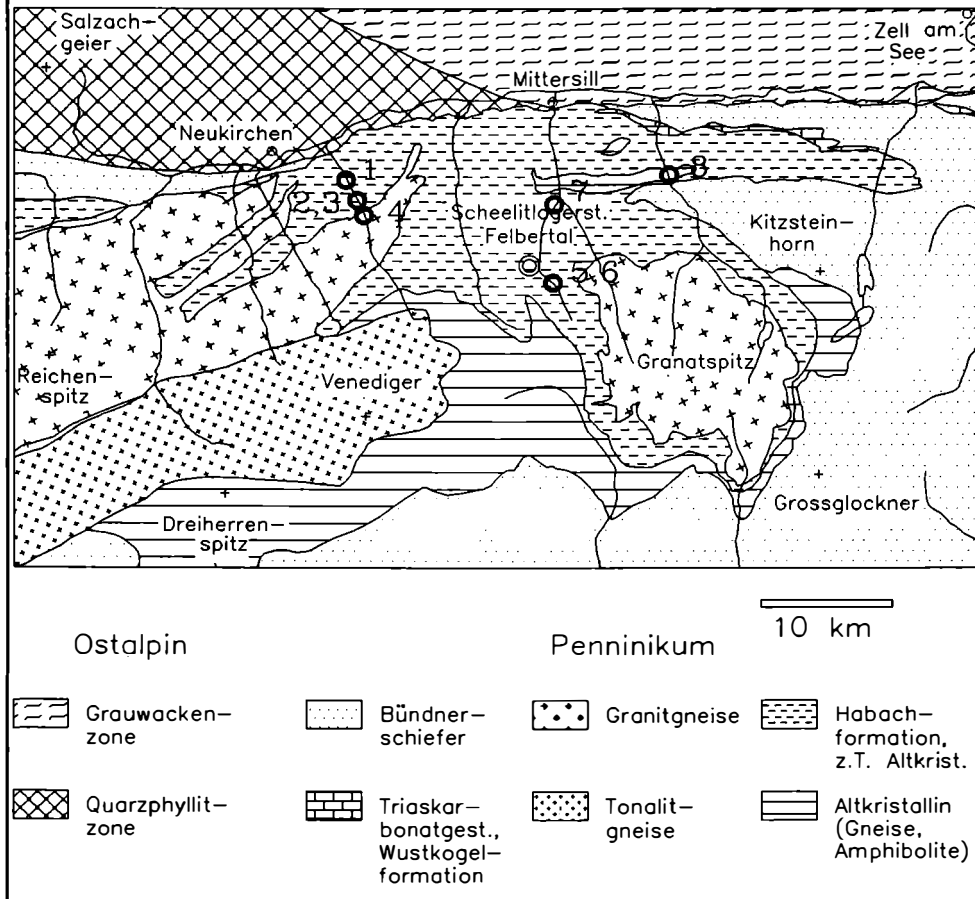 Salzach-
geier
Zell am
See
Mittersill
Neukirchen
1
2,3
4
7
8
Scheelitlagerst.
Felbertal
5,6
Kitzstein-
horn
Reichen-
spitz
Venediger
Granatspitz
Dreiherren-
spitz
Grossglockner
10 km
Ostalpin
Penninikum
Grauwacken-
zone
Bündner-
schiefer
Granitgneise
Habach-
formation,
z.T. Altkrist.
Quarzphyllit-
zone
Triaskar-
bonatgest.,
Wustkogel-
formation
Tonalit-
gneise
Altkristallin
(Gneise,
Amphibolite)